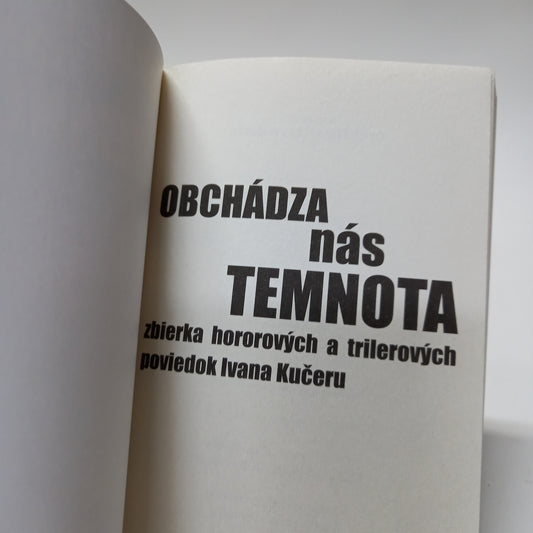 OBCHÁDZA
nás
TEMNOTA
zbierka hororových a trilerových
poviedok Ivana Kučeru